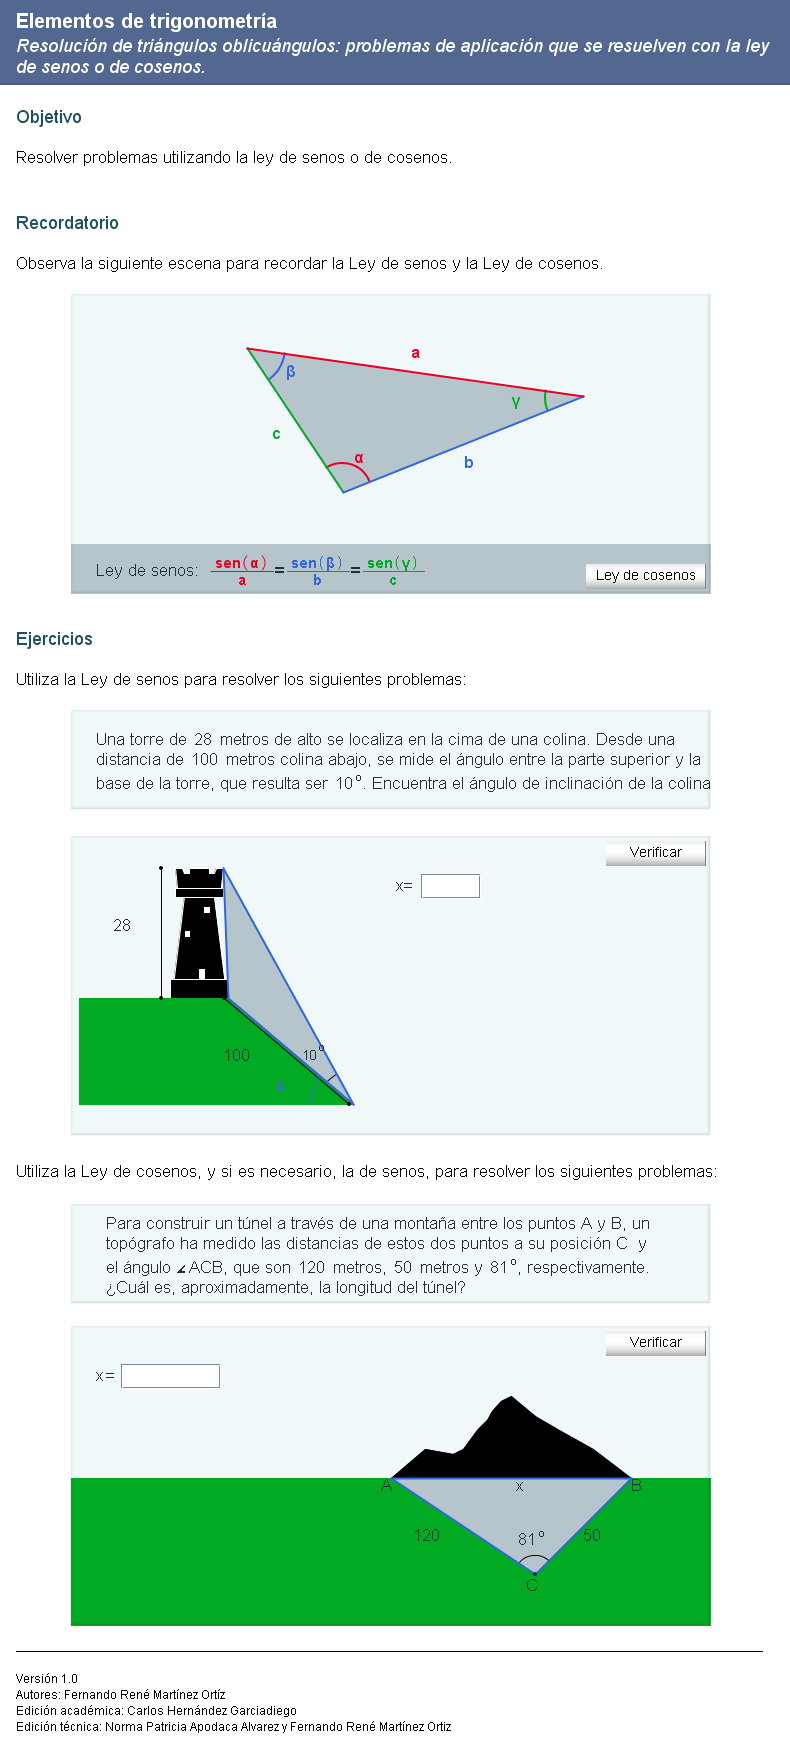 Elementos de trigonometría
Resolución de triángulos oblicuángulos: problemas de aplicación que se resuelven con la ley
de senos o de cosenos.
Objetivo
Resolver problemas utilizando la ley de senos o de cosenos.
Recordatorio
Observa la siguiente escena para recordar la Ley de senos y la Ley de cosenos.
a
β
γ
c
α
b
Ley de senos: sen(α)/a = sen(β)/b = sen(γ)/c
Ley de cosenos
Ejercicios
Utiliza la Ley de senos para resolver los siguientes problemas:
Una torre de 28 metros de alto se localiza en la cima de una colina. Desde una
distancia de 100 metros colina abajo, se mide el ángulo entre la parte superior y la
base de la torre, que resulta ser 10°. Encuentra el ángulo de inclinación de la colina
Verificar
x=
28
100
10°
x
Utiliza la Ley de cosenos, y si es necesario, la de senos, para resolver los siguientes problemas:
Para construir un túnel a través de una montaña entre los puntos A y B, un
topógrafo ha medido las distancias de estos dos puntos a su posición C y
el ángulo ∠ACB, que son 120 metros, 50 metros y 81°, respectivamente.
¿Cuál es, aproximadamente, la longitud del túnel?
Verificar
x=
A
x
B
120
81°
50
C
Versión 1.0
Autores: Fernando René Martínez Ortíz
Edición académica: Carlos Hernández Garciadiego
Edición técnica: Norma Patricia Apodaca Alvarez y Fernando René Martínez Ortiz